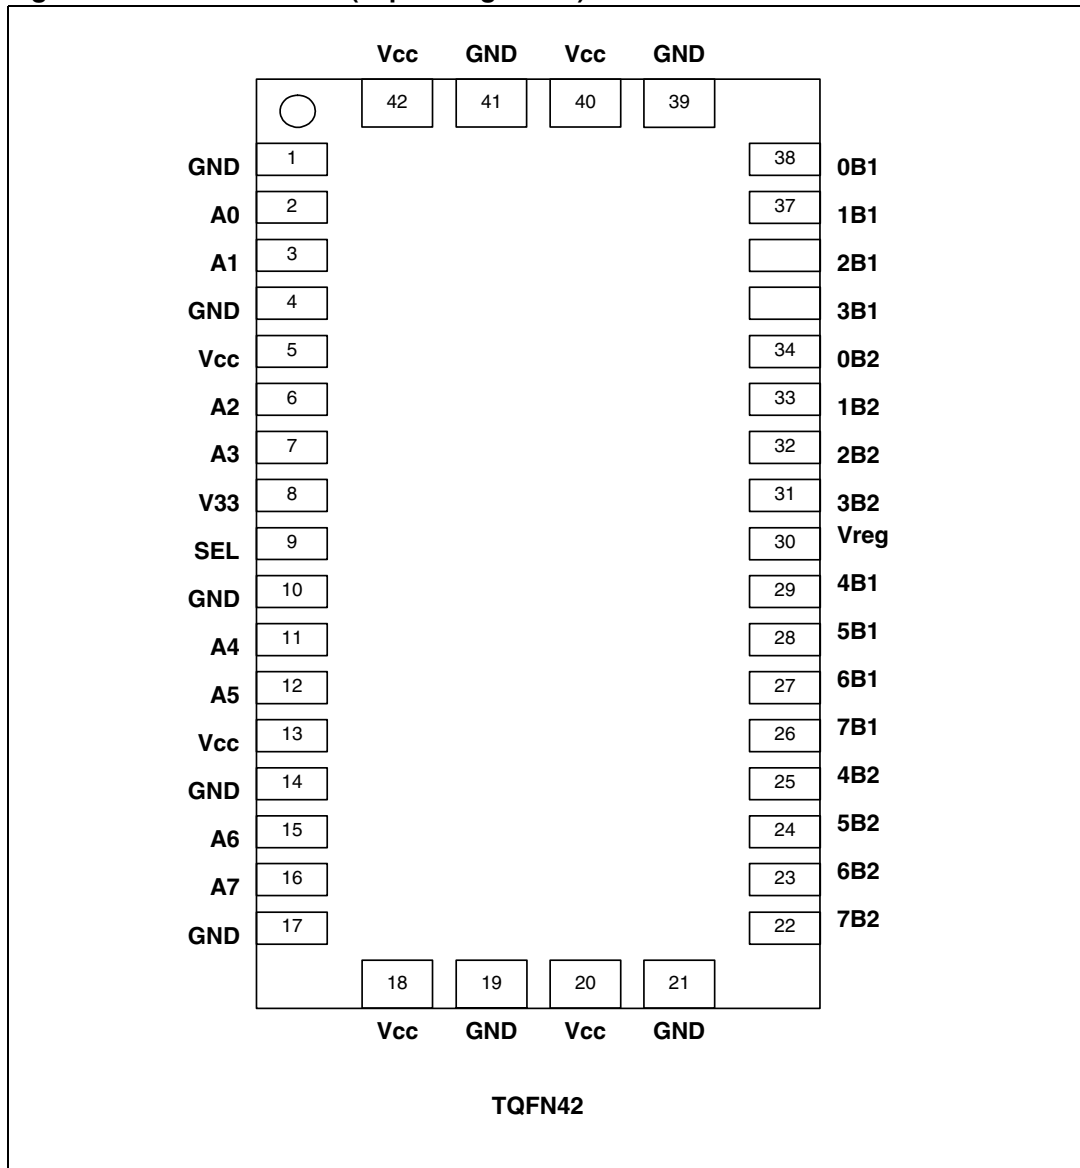 Vcc GND Vcc GND
42 41 40 39
GND 1 38 0B1
A0 2 37 1B1
A1 3 2B1
GND 4 3B1
Vcc 5 34 0B2
A2 6 33 1B2
A3 7 32 2B2
V33 8 31 3B2
SEL 9 30 Vreg
GND 10 29 4B1
A4 11 28 5B1
A5 12 27 6B1
Vcc 13 26 7B1
GND 14 25 4B2
A6 15 24 5B2
A7 16 23 6B2
GND 17 22 7B2
18 19 20 21
Vcc GND Vcc GND
TQFN42